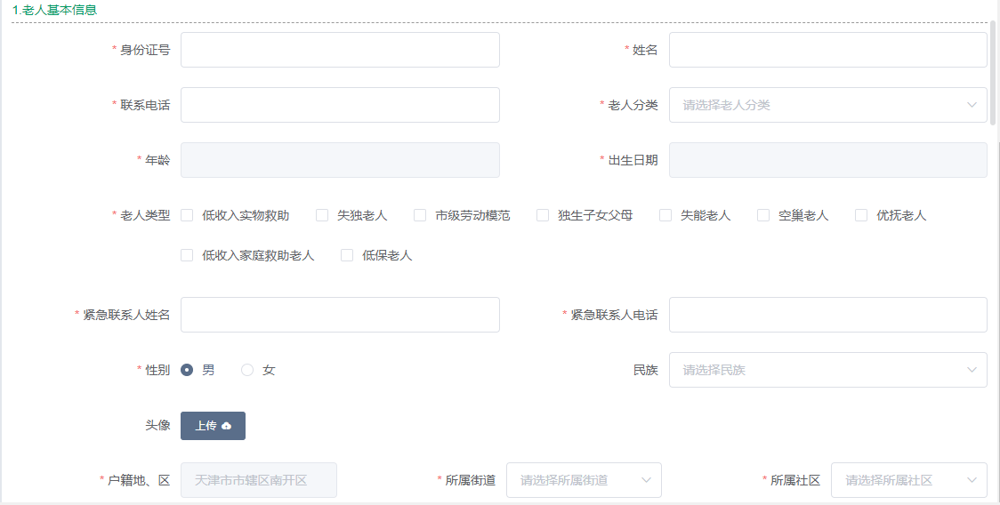 1.老人基本信息
* 身份证号 * 姓名
* 联系电话 * 老人分类 请选择老人分类
* 年龄 * 出生日期
* 老人类型 低收入实物救助 失独老人 市级劳动模范 独生子女父母 失能老人 空巢老人 优抚老人
低收入家庭救助老人 低保老人
* 紧急联系人姓名 * 紧急联系人电话
* 性别 男 女 民族 请选择民族
头像 上传
* 户籍地、区 天津市市辖区南开区 * 所属街道 请选择所属街道 * 所属社区 请选择所属社区